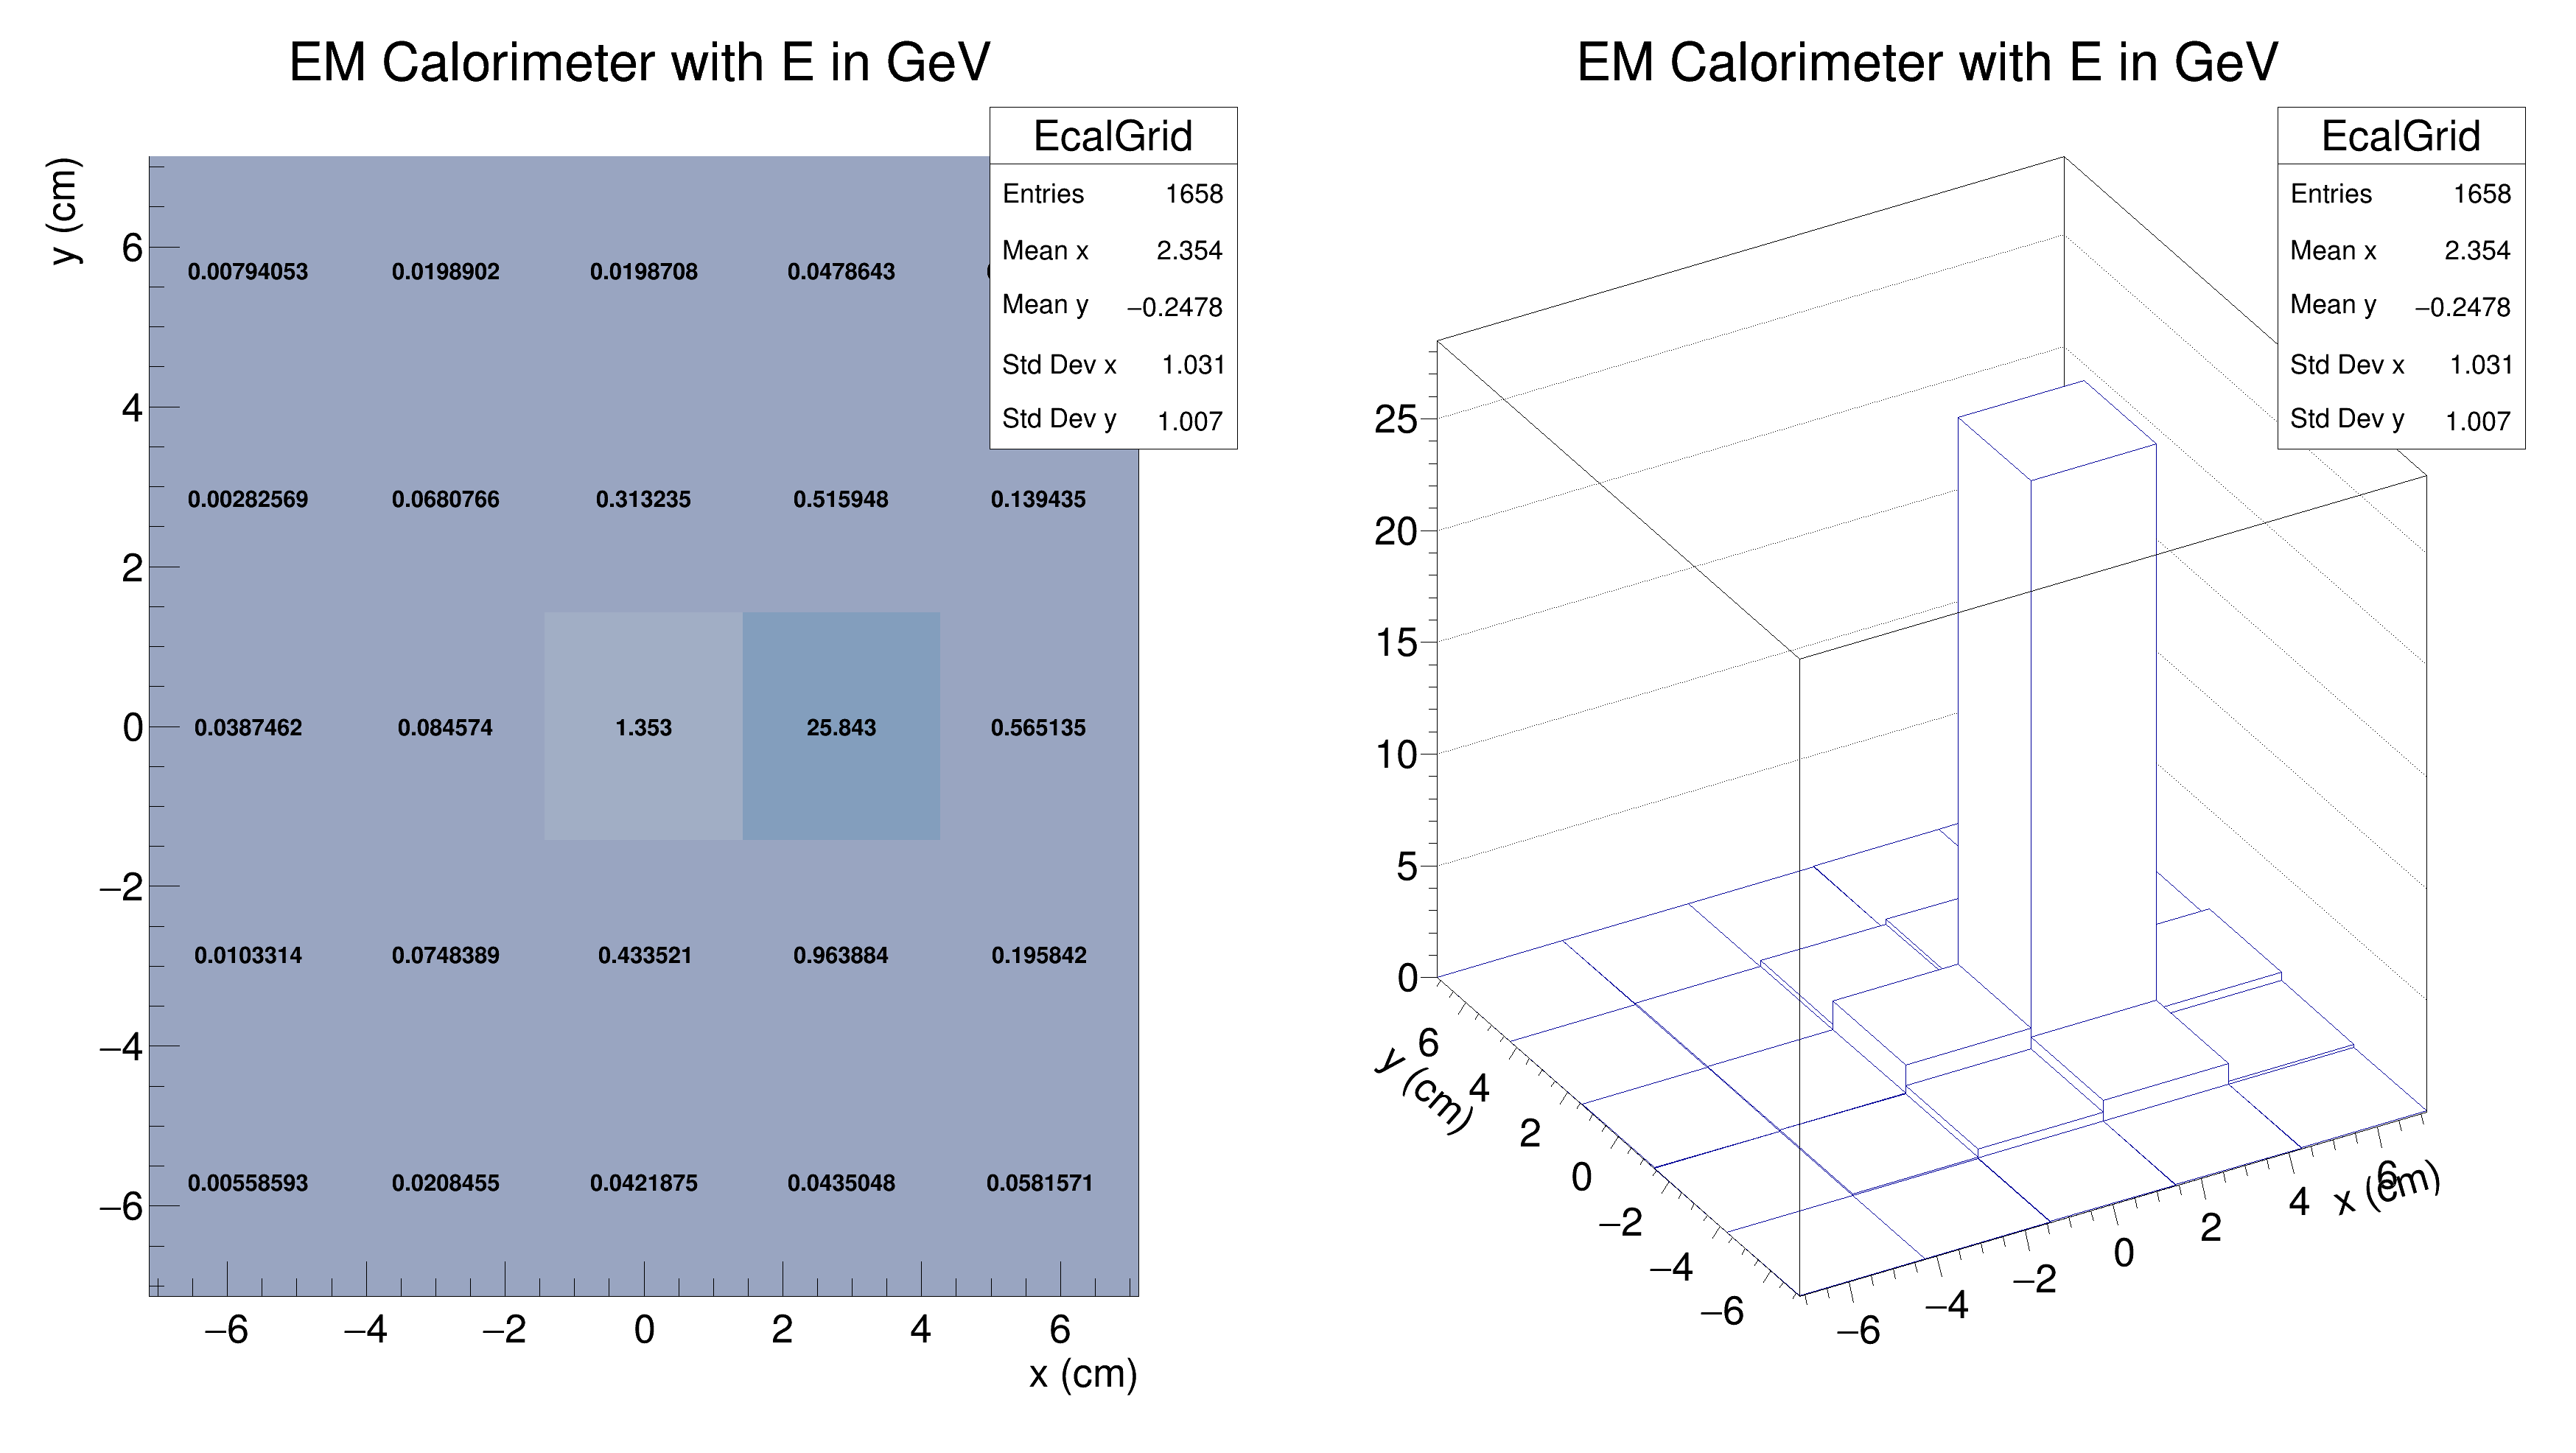 EM Calorimeter with E in GeV
EcalGrid
Entries 1658
Mean x 2.354
Mean y −0.2478
Std Dev x 1.031
Std Dev y 1.007
y (cm)
6
4
2
0
−2
−4
−6
0.00794053 0.0198902 0.0198708 0.0478643
0.00282569 0.0680766 0.313235 0.515948 0.139435
0.0387462 0.084574 1.353 25.843 0.565135
0.0103314 0.0748389 0.433521 0.963884 0.195842
0.00558593 0.0208455 0.0421875 0.0435048 0.0581571
−6 −4 −2 0 2 4 6
x (cm)
EM Calorimeter with E in GeV
EcalGrid
Entries 1658
Mean x 2.354
Mean y −0.2478
Std Dev x 1.031
Std Dev y 1.007
25
20
15
10
5
0
6
4
2
0
−2
−4
−6
y (cm)
−6 −4 −2 0 2 4 6
x (cm)